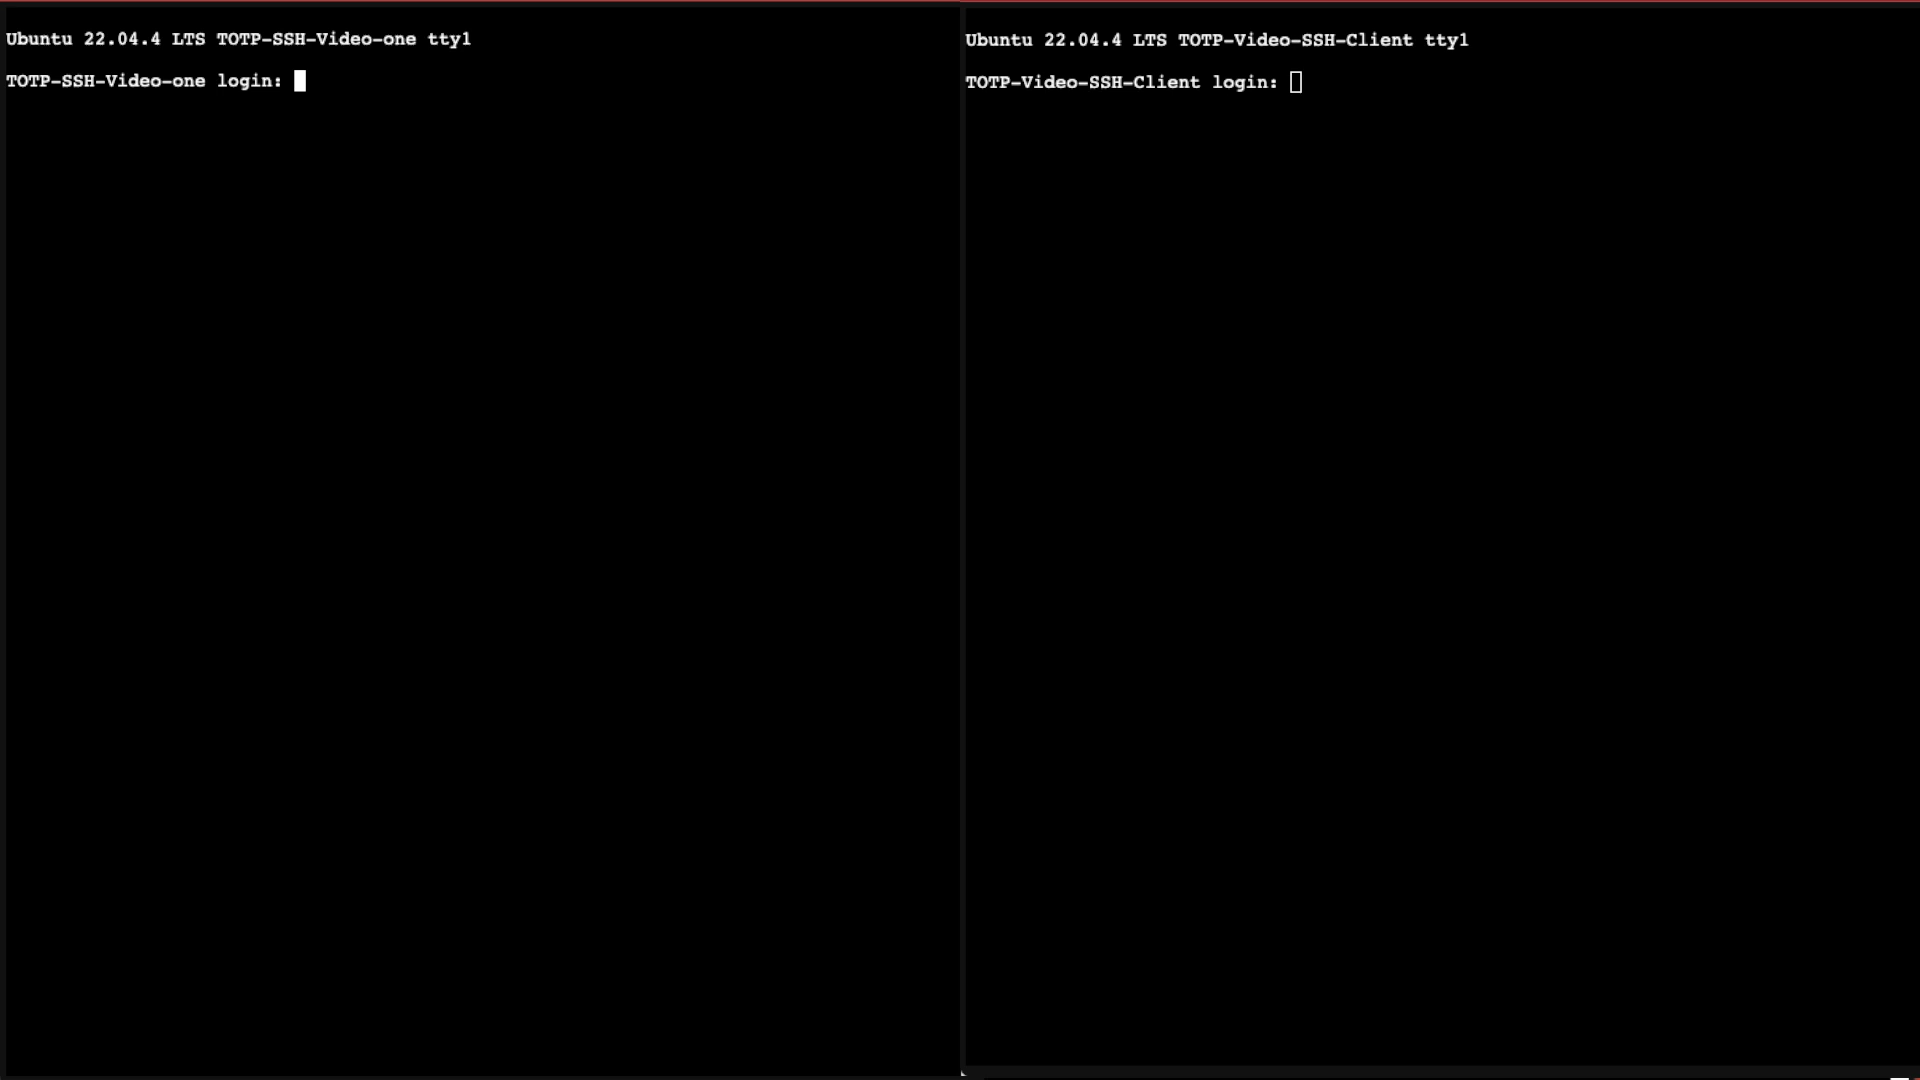 Ubuntu 22.04.4 LTS TOTP-SSH-Video-one tty1
TOTP-SSH-Video-one login:
Ubuntu 22.04.4 LTS TOTP-Video-SSH-Client tty1
TOTP-Video-SSH-Client login: